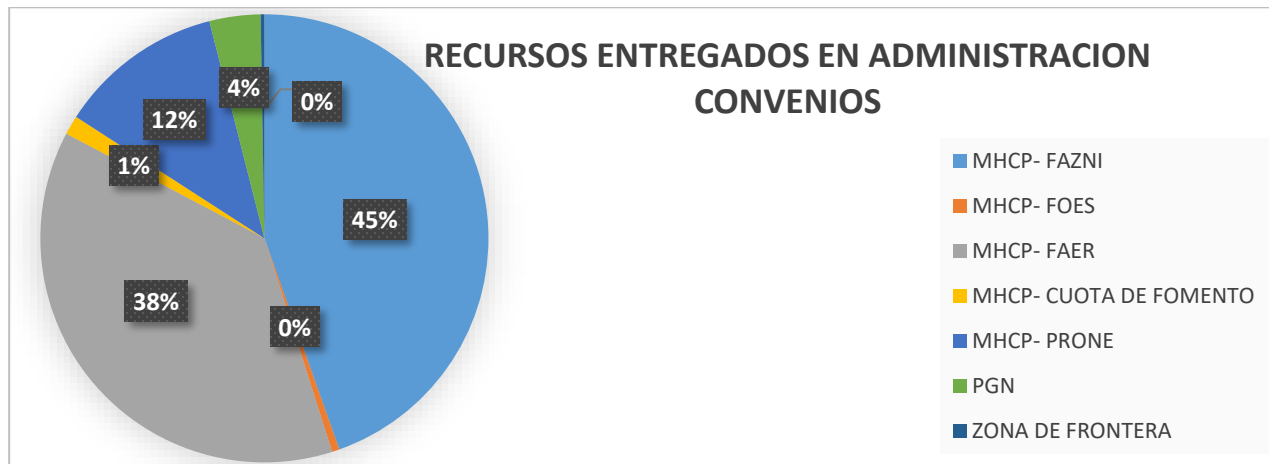 RECURSOS ENTREGADOS EN ADMINISTRACION
CONVENIOS
4%
0%
12%
1%
45%
38%
0%
MHCP- FAZNI
MHCP- FOES
MHCP- FAER
MHCP- CUOTA DE FOMENTO
MHCP- PRONE
PGN
ZONA DE FRONTERA